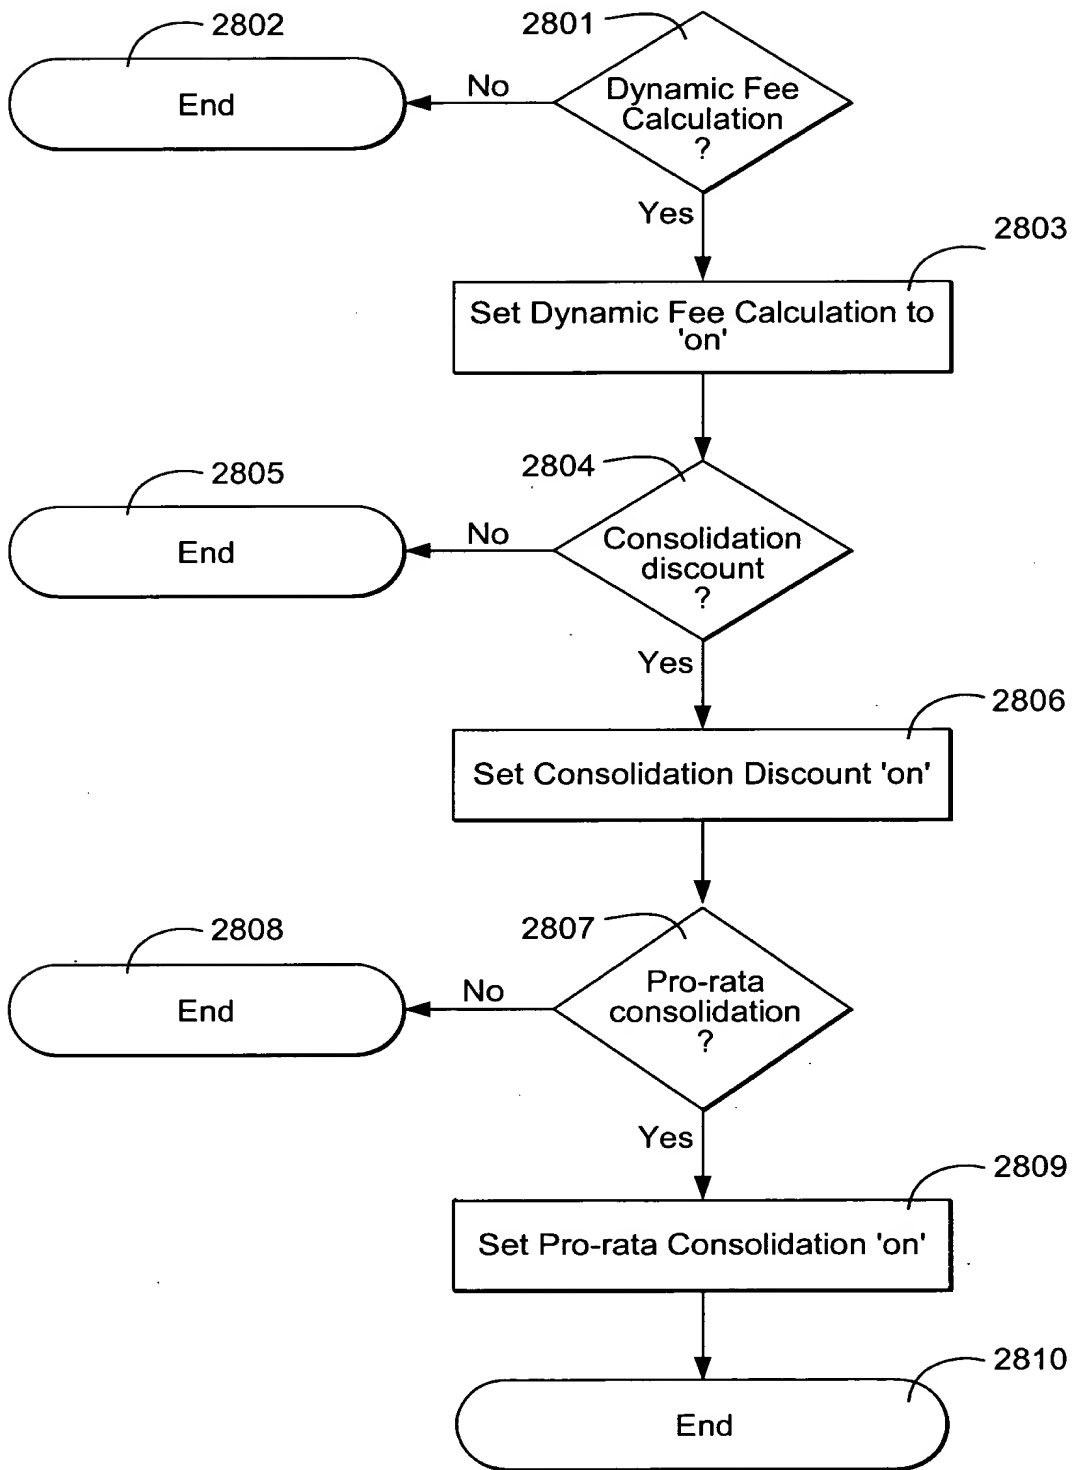 2802
2801
End
No
Dynamic Fee
Calculation
?
Yes
2803
Set Dynamic Fee Calculation to
'on'
2805
2804
End
No
Consolidation
discount
?
Yes
2806
Set Consolidation Discount 'on'
2808
2807
End
No
Pro-rata
consolidation
?
Yes
2809
Set Pro-rata Consolidation 'on'
2810
End